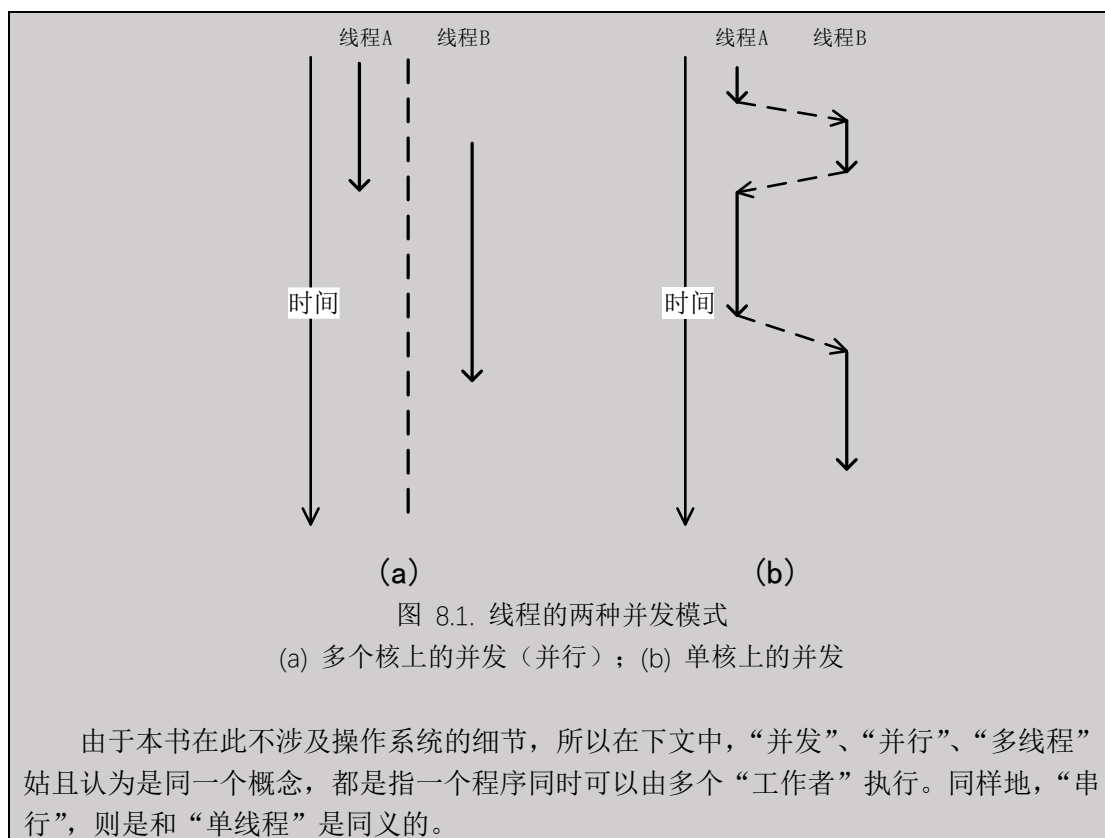 线程A 线程B 线程A 线程B
时间 时间
(a) (b)
图 8.1. 线程的两种并发模式
(a) 多个核上的并发（并行）；(b) 单核上的并发
由于本书在此不涉及操作系统的细节，所以在下文中，“并发”、“并行”、“多线程”
姑且认为是同一个概念，都是指一个程序同时可以由多个“工作者”执行。同样地，“串
行”，则是和“单线程”是同义的。